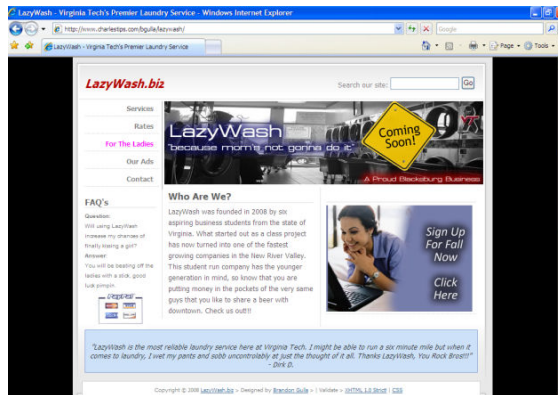 LazyWash - Virginia Tech's Premier Laundry Service - Windows Internet Explorer
http://www.charlestips.com/bgulla/lazywash/
Google
LazyWash - Virginia Tech's Premier Laundry Service
Page
Tools
LazyWash.biz
Search our site:
Go
Services
Rates
For The Ladies
Our Ads
Contact
LazyWash
"because mom's not gonna do it"
Coming
Soon!
A Proud Blacksburg Business
FAQ's
Question:
Will using LazyWash
increase my chances of
finally kissing a girl?
Answer:
You will be beating off the
ladies with a stick. good
luck pimpin.
PayPal
Who Are We?
LazyWash was founded in 2008 by six
aspiring business students from the state of
Virginia. What started out as a class project
has now turned into one of the fastest
growing companies in the New River Valley.
This student run company has the younger
generation in mind, so know that you are
putting money in the pockets of the very same
guys that you like to share a beer with
downtown. Check us out!!
Sign Up
For Fall
Now
Click
Here
"LazyWash is the most reliable laundry service here at Virginia Tech. I might be able to run a six minute mile but when it
comes to laundry, I wet my pants and sobb uncontrolably at just the thought of it all. Thanks LazyWash, You Rock Bros!!!"
- Dirk D.
Copyright © 2008 LazyWash.biz > Designed by Brandon Gulla > | Validate > XHTML 1.0 Strict | CSS